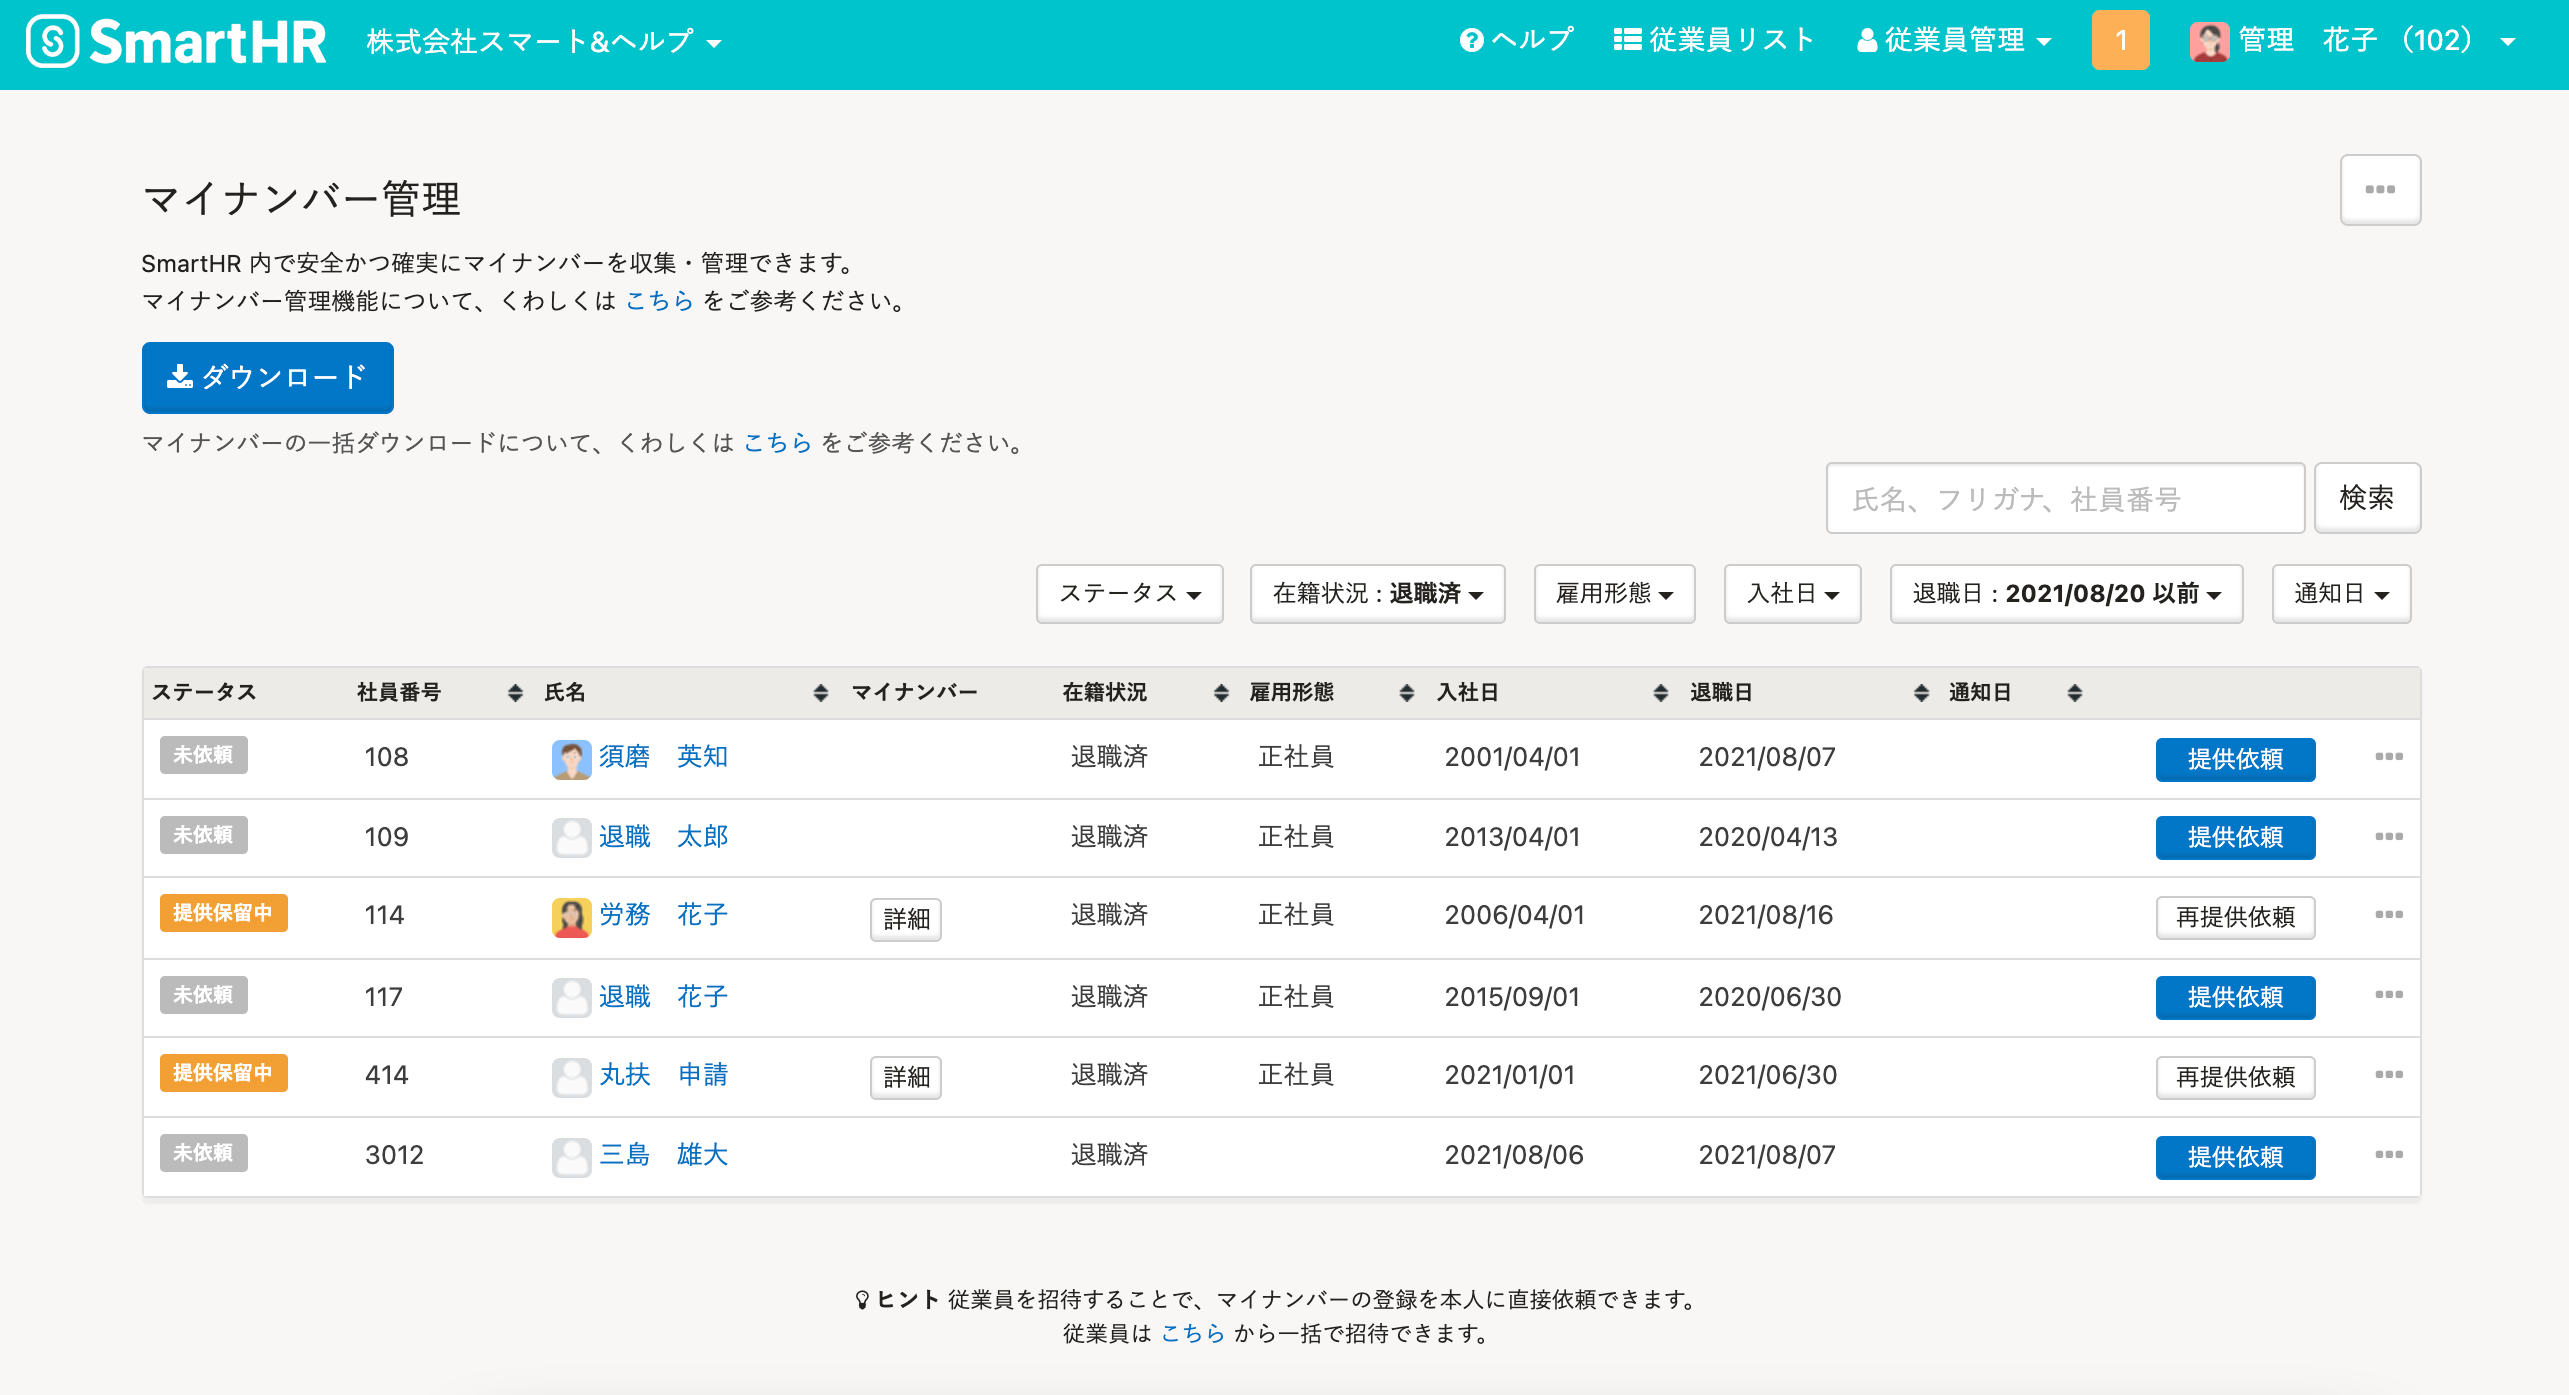 SmartHR 株式会社スマート&ヘルプ ヘルプ 従業員リスト 従業員管理 1 管理　花子 （102）
マイナンバー管理
SmartHR 内で安全かつ確実にマイナンバーを収集・管理できます。
マイナンバー管理機能について、くわしくは こちら をご参考ください。
ダウンロード
マイナンバーの一括ダウンロードについて、くわしくは こちら をご参考ください。
氏名、フリガナ、社員番号 検索
ステータス 在籍状況 : 退職済 雇用形態 入社日 退職日 : 2021/08/20 以前 通知日
ステータス 社員番号 氏名 マイナンバー 在籍状況 雇用形態 入社日 退職日 通知日
未依頼 108 須磨　英知 退職済 正社員 2001/04/01 2021/08/07 提供依頼
未依頼 109 退職　太郎 退職済 正社員 2013/04/01 2020/04/13 提供依頼
提供保留中 114 労務　花子 詳細 退職済 正社員 2006/04/01 2021/08/16 再提供依頼
未依頼 117 退職　花子 退職済 正社員 2015/09/01 2020/06/30 提供依頼
提供保留中 414 丸扶　申請 詳細 退職済 正社員 2021/01/01 2021/06/30 再提供依頼
未依頼 3012 三島　雄大 退職済 2021/08/06 2021/08/07 提供依頼
ヒント 従業員を招待することで、マイナンバーの登録を本人に直接依頼できます。
従業員は こちら から一括で招待できます。